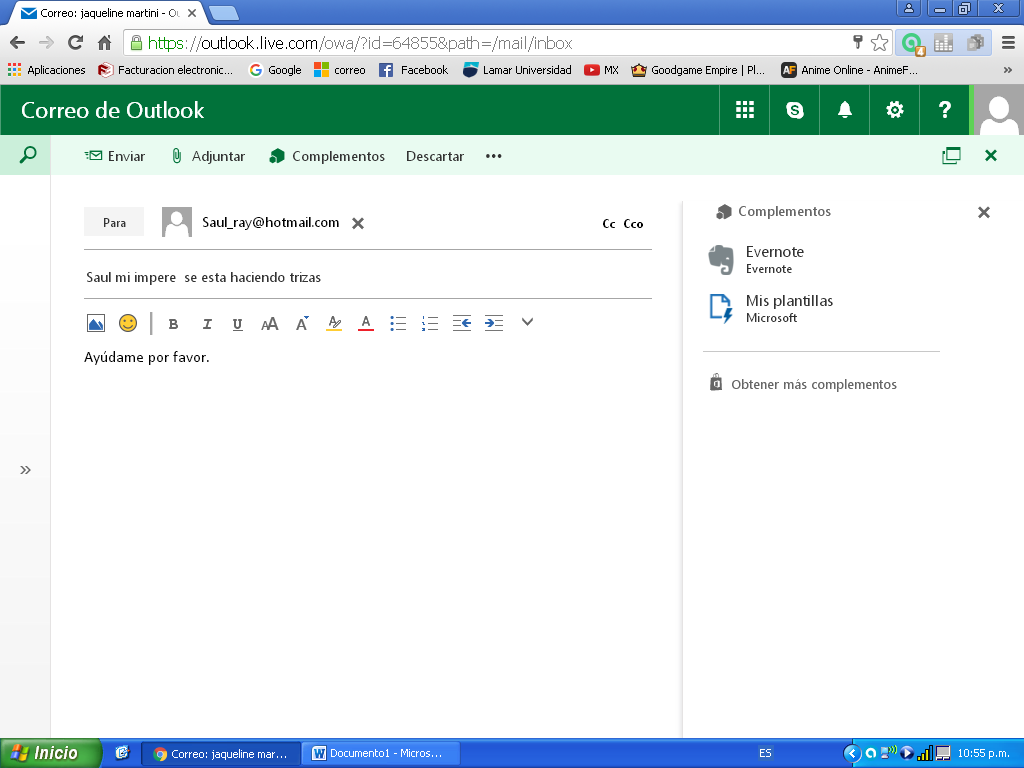 Correo: jaqueline martini - Ou
https://outlook.live.com/owa/?id=64855&path=/mail/inbox
4
Aplicaciones Facturacion electronic... Google correo Facebook Lamar Universidad MX Goodgame Empire | Pl... AF Anime Online - AnimeF... »
Correo de Outlook
?
Enviar Adjuntar Complementos Descartar •••
Para Saul_ray@hotmail.com Cc Cco
Saul mi impere se esta haciendo trizas
B I U AA A A A
Ayúdame por favor.
»
Complementos
Evernote
Evernote
Mis plantillas
Microsoft
Obtener más complementos
Inicio Correo: jaqueline mar... Documento1 - Micros... ES 10:55 p.m.